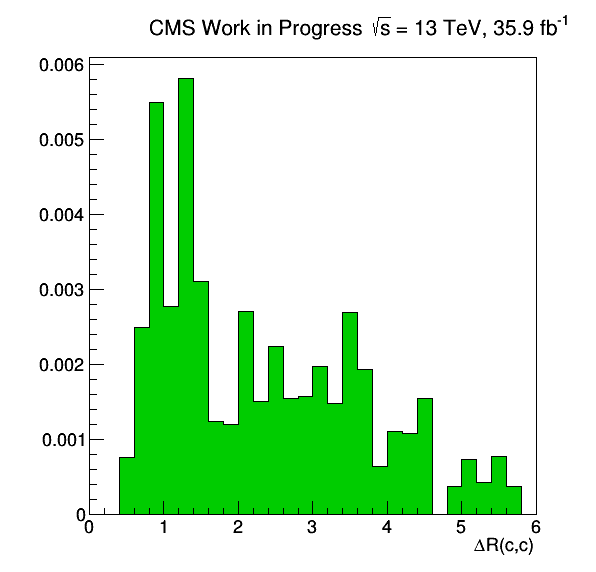 CMS Work in Progress √s = 13 TeV, 35.9 fb⁻¹
0.006
0.005
0.004
0.003
0.002
0.001
0
0 1 2 3 4 5 6
ΔR(c,c)